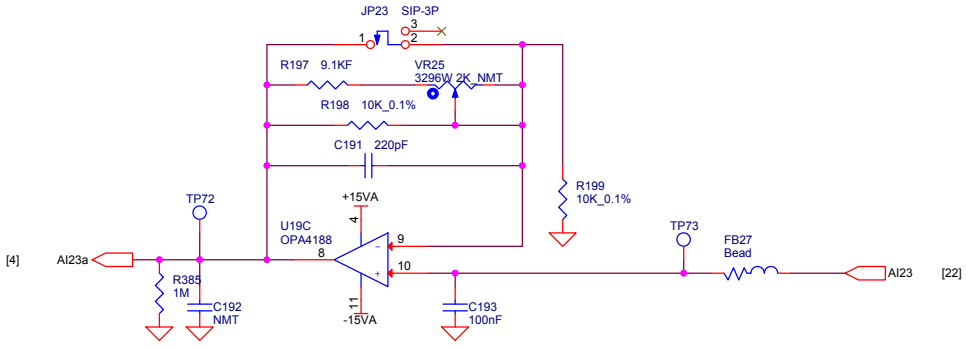 JP23 SIP-3P
3
1
2
R197 9.1KF
VR25
3296W 2K_NMT
R198 10K_0.1%
C191 220pF
R199
10K_0.1%
+15VA
TP72
4
U19C
OPA4188
TP73
9
FB27
Bead
8
-
[4]
AI23a
10
+
AI23
[22]
R385
1M
C192
NMT
11
-15VA
C193
100nF